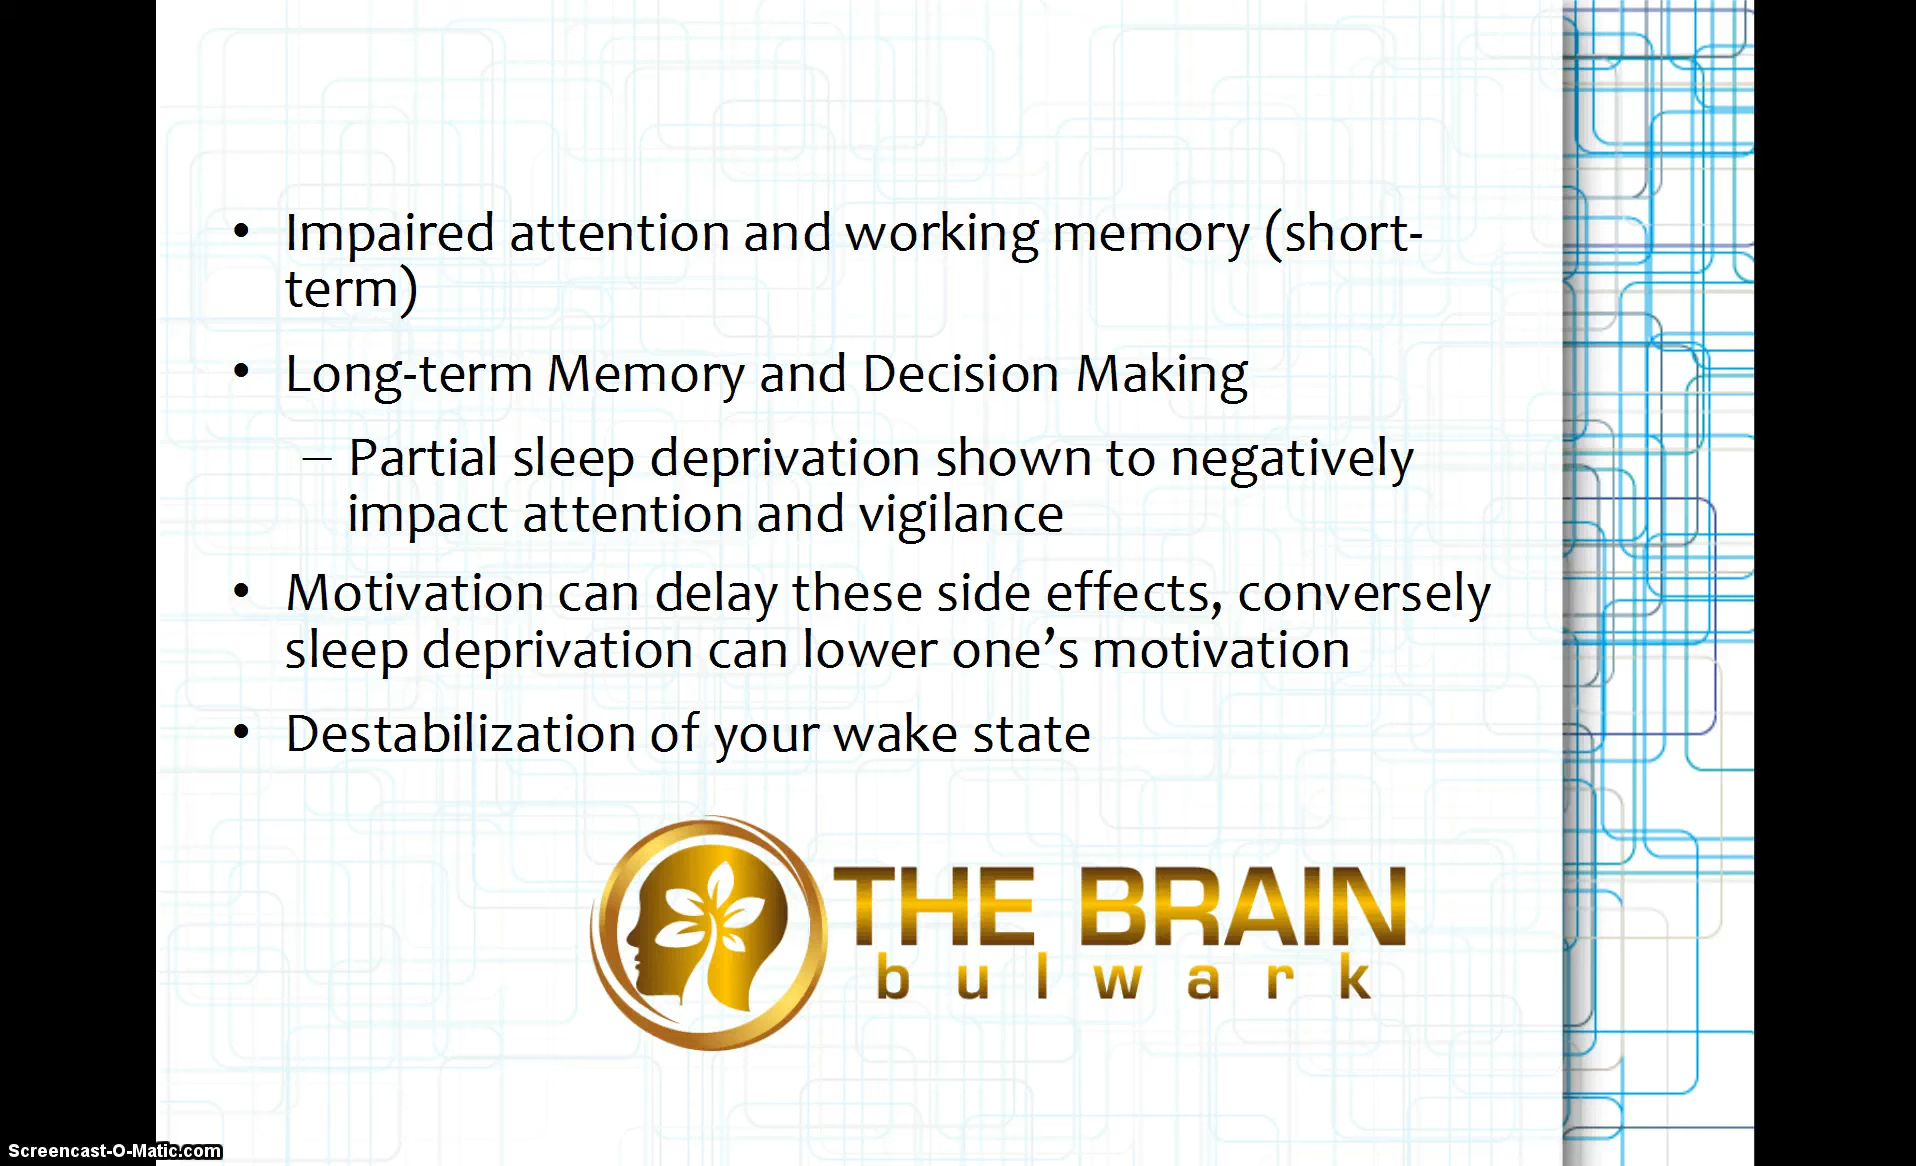 • Impaired attention and working memory (short-
term)
• Long-term Memory and Decision Making
– Partial sleep deprivation shown to negatively
impact attention and vigilance
• Motivation can delay these side effects, conversely
sleep deprivation can lower one’s motivation
• Destabilization of your wake state
THE BRAIN
bulwark
Screencast-O-Matic.com